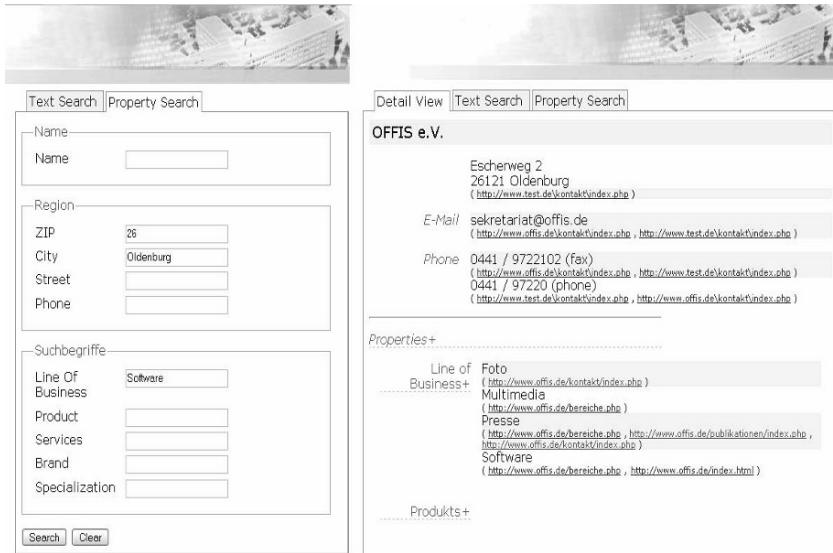 Text Search Property Search
Name
Name
Region
ZIP 26
City Oldenburg
Street
Phone
Suchbegriffe
Line Of
Business
Software
Product
Services
Brand
Specialization
Search Clear
Detail View Text Search Property Search
OFFIS e.V.
Escherweg 2
26121 Oldenburg
( http://www.test.de\kontakt\index.php )
E-Mail sekretariat@offis.de
( http://www.offis.de\kontakt\index.php , http://www.test.de\kontakt\index.php )
Phone 0441 / 9722102 (fax)
( http://www.offis.de\kontakt\index.php , http://www.test.de\kontakt\index.php )
0441 / 97220 (phone)
( http://www.test.de\kontakt\index.php , http://www.offis.de\kontakt\index.php )
Properties+
Line of
Business+
Foto
( http://www.offis.de/kontakt/index.php )
Multimedia
( http://www.offis.de/bereiche.php )
Presse
( http://www.offis.de/bereiche.php , http://www.offis.de/publikationen/index.php ,
http://www.offis.de/kontakt/index.php )
Software
( http://www.offis.de/bereiche.php , http://www.offis.de/index.html )
Produkts+